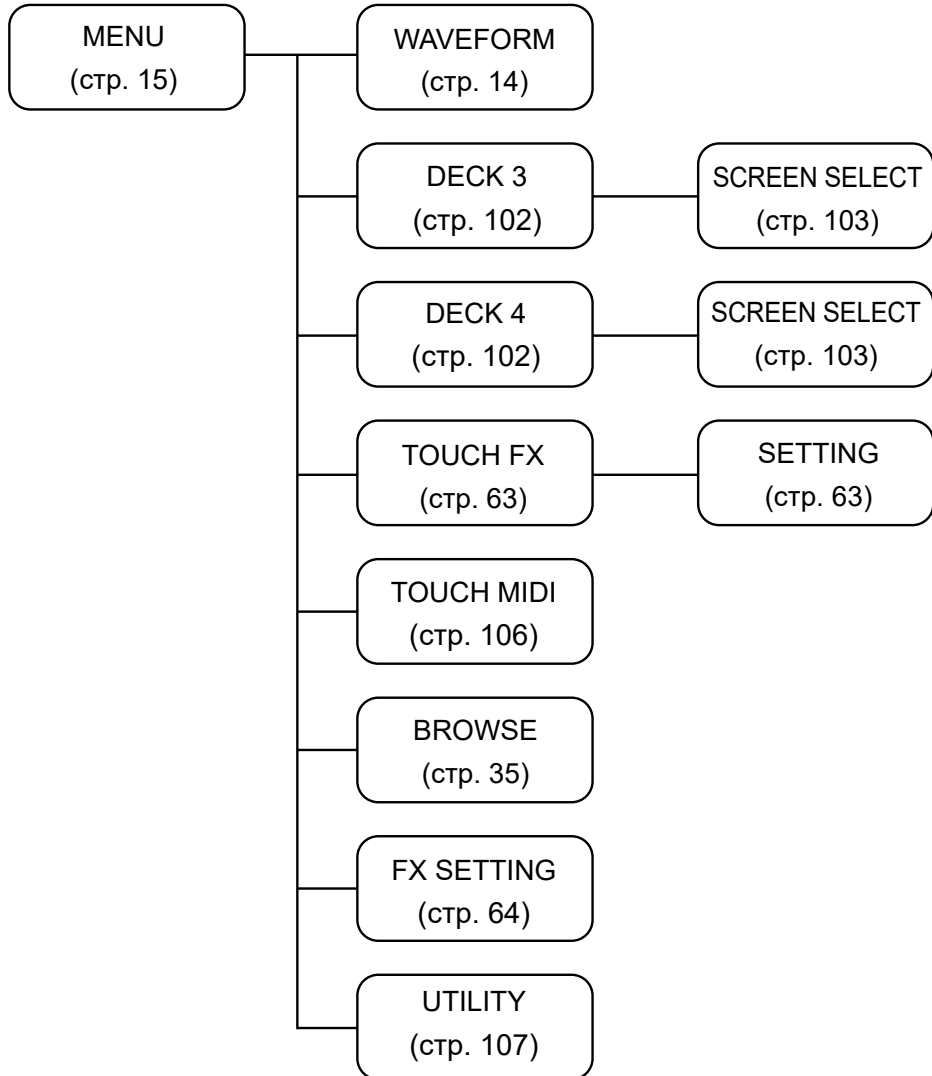 MENU
(стр. 15)
WAVEFORM
(стр. 14)
DECK 3
(стр. 102)
SCREEN SELECT
(стр. 103)
DECK 4
(стр. 102)
SCREEN SELECT
(стр. 103)
TOUCH FX
(стр. 63)
SETTING
(стр. 63)
TOUCH MIDI
(стр. 106)
BROWSE
(стр. 35)
FX SETTING
(стр. 64)
UTILITY
(стр. 107)